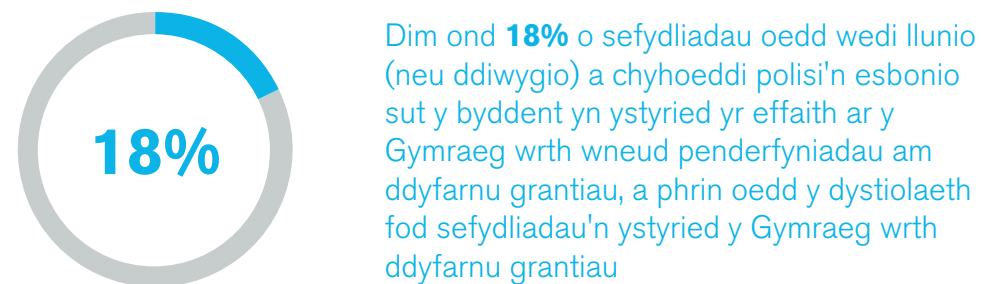 18%
Dim ond 18% o sefydliadau oedd wedi llunio
(neu ddiwygio) a chyhoeddi polisi'n esbonio
sut y byddent yn ystyried yr effaith ar y
Gymraeg wrth wneud penderfyniadau am
ddyfarnu grantiau, a phrin oedd y dystiolaeth
fod sefydliadau'n ystyried y Gymraeg wrth
ddyfarnu grantiau